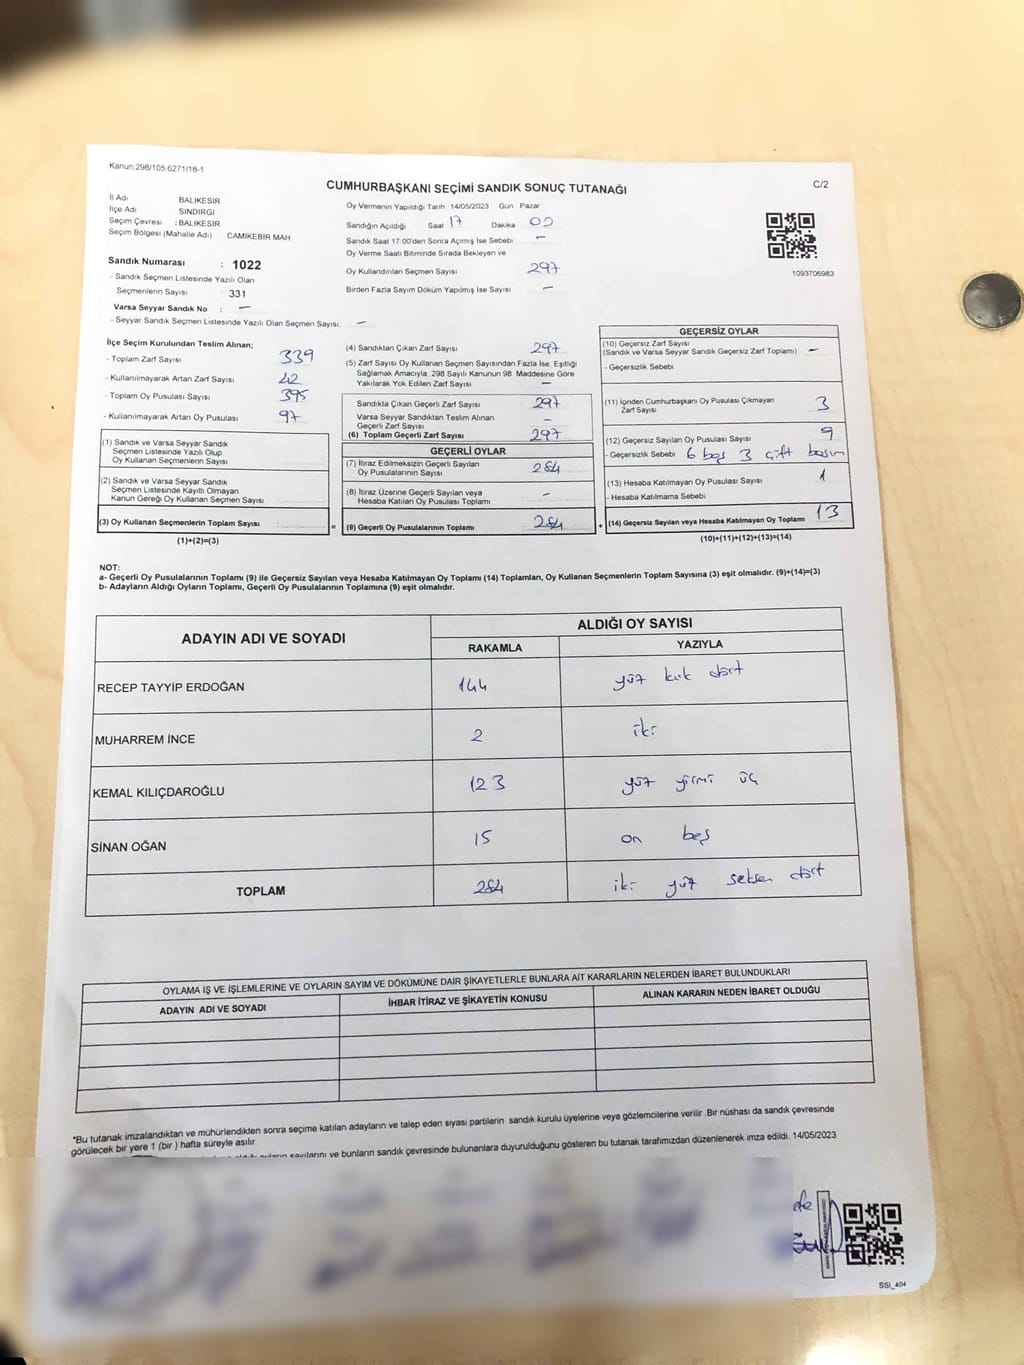 Kanun.298/105.6271/18-1
CUMHURBAŞKANI SEÇİMİ SANDIK SONUÇ TUTANAĞI
C/2
İl Adı BALIKESİR
İlçe Adı SINDIRGI
Seçim Çevresi : BALIKESİR
Seçim Bölgesi (Mahalle Adı) CAMİKEBİR MAH
Sandık Numarası : 1022
- Sandık Seçmen Listesinde Yazılı Olan
Seçmenlerin Sayısı : 331
Varsa Seyyar Sandık No : –
- Seyyar Sandık Seçmen Listesinde Yazılı Olan Seçmen Sayısı: –
Oy Vermenin Yapıldığı Tarih 14/05/2023 Gün Pazar
Sandığın Açıldığı Saat 17 Dakika 00
Sandık Saat 17:00'den Sonra Açımış İse Sebebi –
Oy Verme Saati Bitiminde Sırada Bekleyen ve
Oy Kullandırılan Seçmen Sayısı 297
Birden Fazla Sayım Döküm Yapılmış İse Sayısı –
1093706983
İlçe Seçim Kurulundan Teslim Alınan;
- Toplam Zarf Sayısı 339
- Kullanılmayarak Artan Zarf Sayısı 42
- Toplam Oy Pusulası Sayısı 395
- Kullanılmayarak Artan Oy Pusulası 97
(1) Sandık ve Varsa Seyyar Sandık
Seçmen Listesinde Yazılı Olup
Oy Kullanan Seçmenlerin Sayısı
(2) Sandık ve Varsa Seyyar Sandık
Seçmen Listesinde Kayıtlı Olmayan
Kanun Gereği Oy Kullanan Seçmen Sayısı
(3) Oy Kullanan Seçmenlerin Toplam Sayısı :
(1)+(2)=(3)
(4) Sandıktan Çıkan Zarf Sayısı 297
(5) Zarf Sayısı Oy Kullanan Seçmen Sayısından Fazla İse, Eşitliği
Sağlamak Amacıyla, 298 Sayılı Kanunun 98. Maddesine Göre
Yakılarak Yok Edilen Zarf Sayısı –
Sandıkta Çıkan Geçerli Zarf Sayısı 297
Varsa Seyyar Sandıktan Teslim Alınan
Geçerli Zarf Sayısı –
(6) Toplam Geçerli Zarf Sayısı 297
GEÇERLİ OYLAR
(7) İtiraz Edilmeksizin Geçerli Sayılan
Oy Pusulalarının Sayısı 284
(8) İtiraz Üzerine Geçerli Sayılan veya
Hesaba Katılan Oy Pusulası Toplamı –
= (9) Geçerli Oy Pusulalarının Toplamı : 284 +
GEÇERSİZ OYLAR
(10) Geçersiz Zarf Sayısı
(Sandık ve Varsa Seyyar Sandık Geçersiz Zarf Toplamı) –
- Geçersizlik Sebebi
(11) İçinden Cumhurbaşkanı Oy Pusulası Çıkmayan
Zarf Sayısı 3
(12) Geçersiz Sayılan Oy Pusulası Sayısı 9
- Geçersizlik Sebebi 6 boş 3 çift basım
(13) Hesaba Katılmayan Oy Pusulası Sayısı 1
- Hesaba Katılmama Sebebi
(14) Geçersiz Sayılan veya Hesaba Katılmayan Oy Toplamı 13
(10)+(11)+(12)+(13)=(14)
NOT:
a- Geçerli Oy Pusulalarının Toplamı (9) ile Geçersiz Sayılan veya Hesaba Katılmayan Oy Toplamı (14) Toplamları, Oy Kullanan Seçmenlerin Toplam Sayısına (3) eşit olmalıdır. (9)+(14)=(3)
b- Adayların Aldığı Oyların Toplamı, Geçerli Oy Pusulalarının Toplamına (9) eşit olmalıdır.
ADAYIN ADI VE SOYADI ALDIĞI OY SAYISI
RAKAMLA YAZIYLA
RECEP TAYYİP ERDOĞAN 144 yüz kırk dört
MUHARREM İNCE 2 iki
KEMAL KILIÇDAROĞLU 123 yüz yirmi üç
SİNAN OĞAN 15 on beş
TOPLAM 284 iki yüz seksen dört
OYLAMA İŞ VE İŞLEMLERİNE VE OYLARIN SAYIM VE DÖKÜMÜNE DAİR ŞİKAYETLERLE BUNLARA AİT KARARLARIN NELERDEN İBARET BULUNDUKLARI
ADAYIN ADI VE SOYADI İHBAR İTİRAZ VE ŞİKAYETİN KONUSU ALINAN KARARIN NEDEN İBARET OLDUĞU
*Bu tutanak imzalandıktan ve mühürlendikten sonra seçime katılan adayların ve talep eden siyasi partilerin sandık kurulu üyelerine veya gözlemcilerine verilir .Bir nüshası da sandık çevresinde
görülecek bir yere 1 (bir ) hafta süreyle asılır
sayılarını ve bunların sandık çevresinde bulunanlara duyurulduğunu gösteren bu tutanak tarafımızdan düzenlenerek imza edildi. 14/05/2023
SSI_404